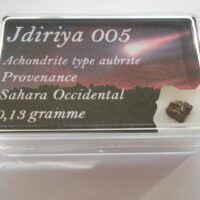 Jdiriya 005
Achondrite type aubrite
Provenance
Sahara Occidental
0,13 gramme